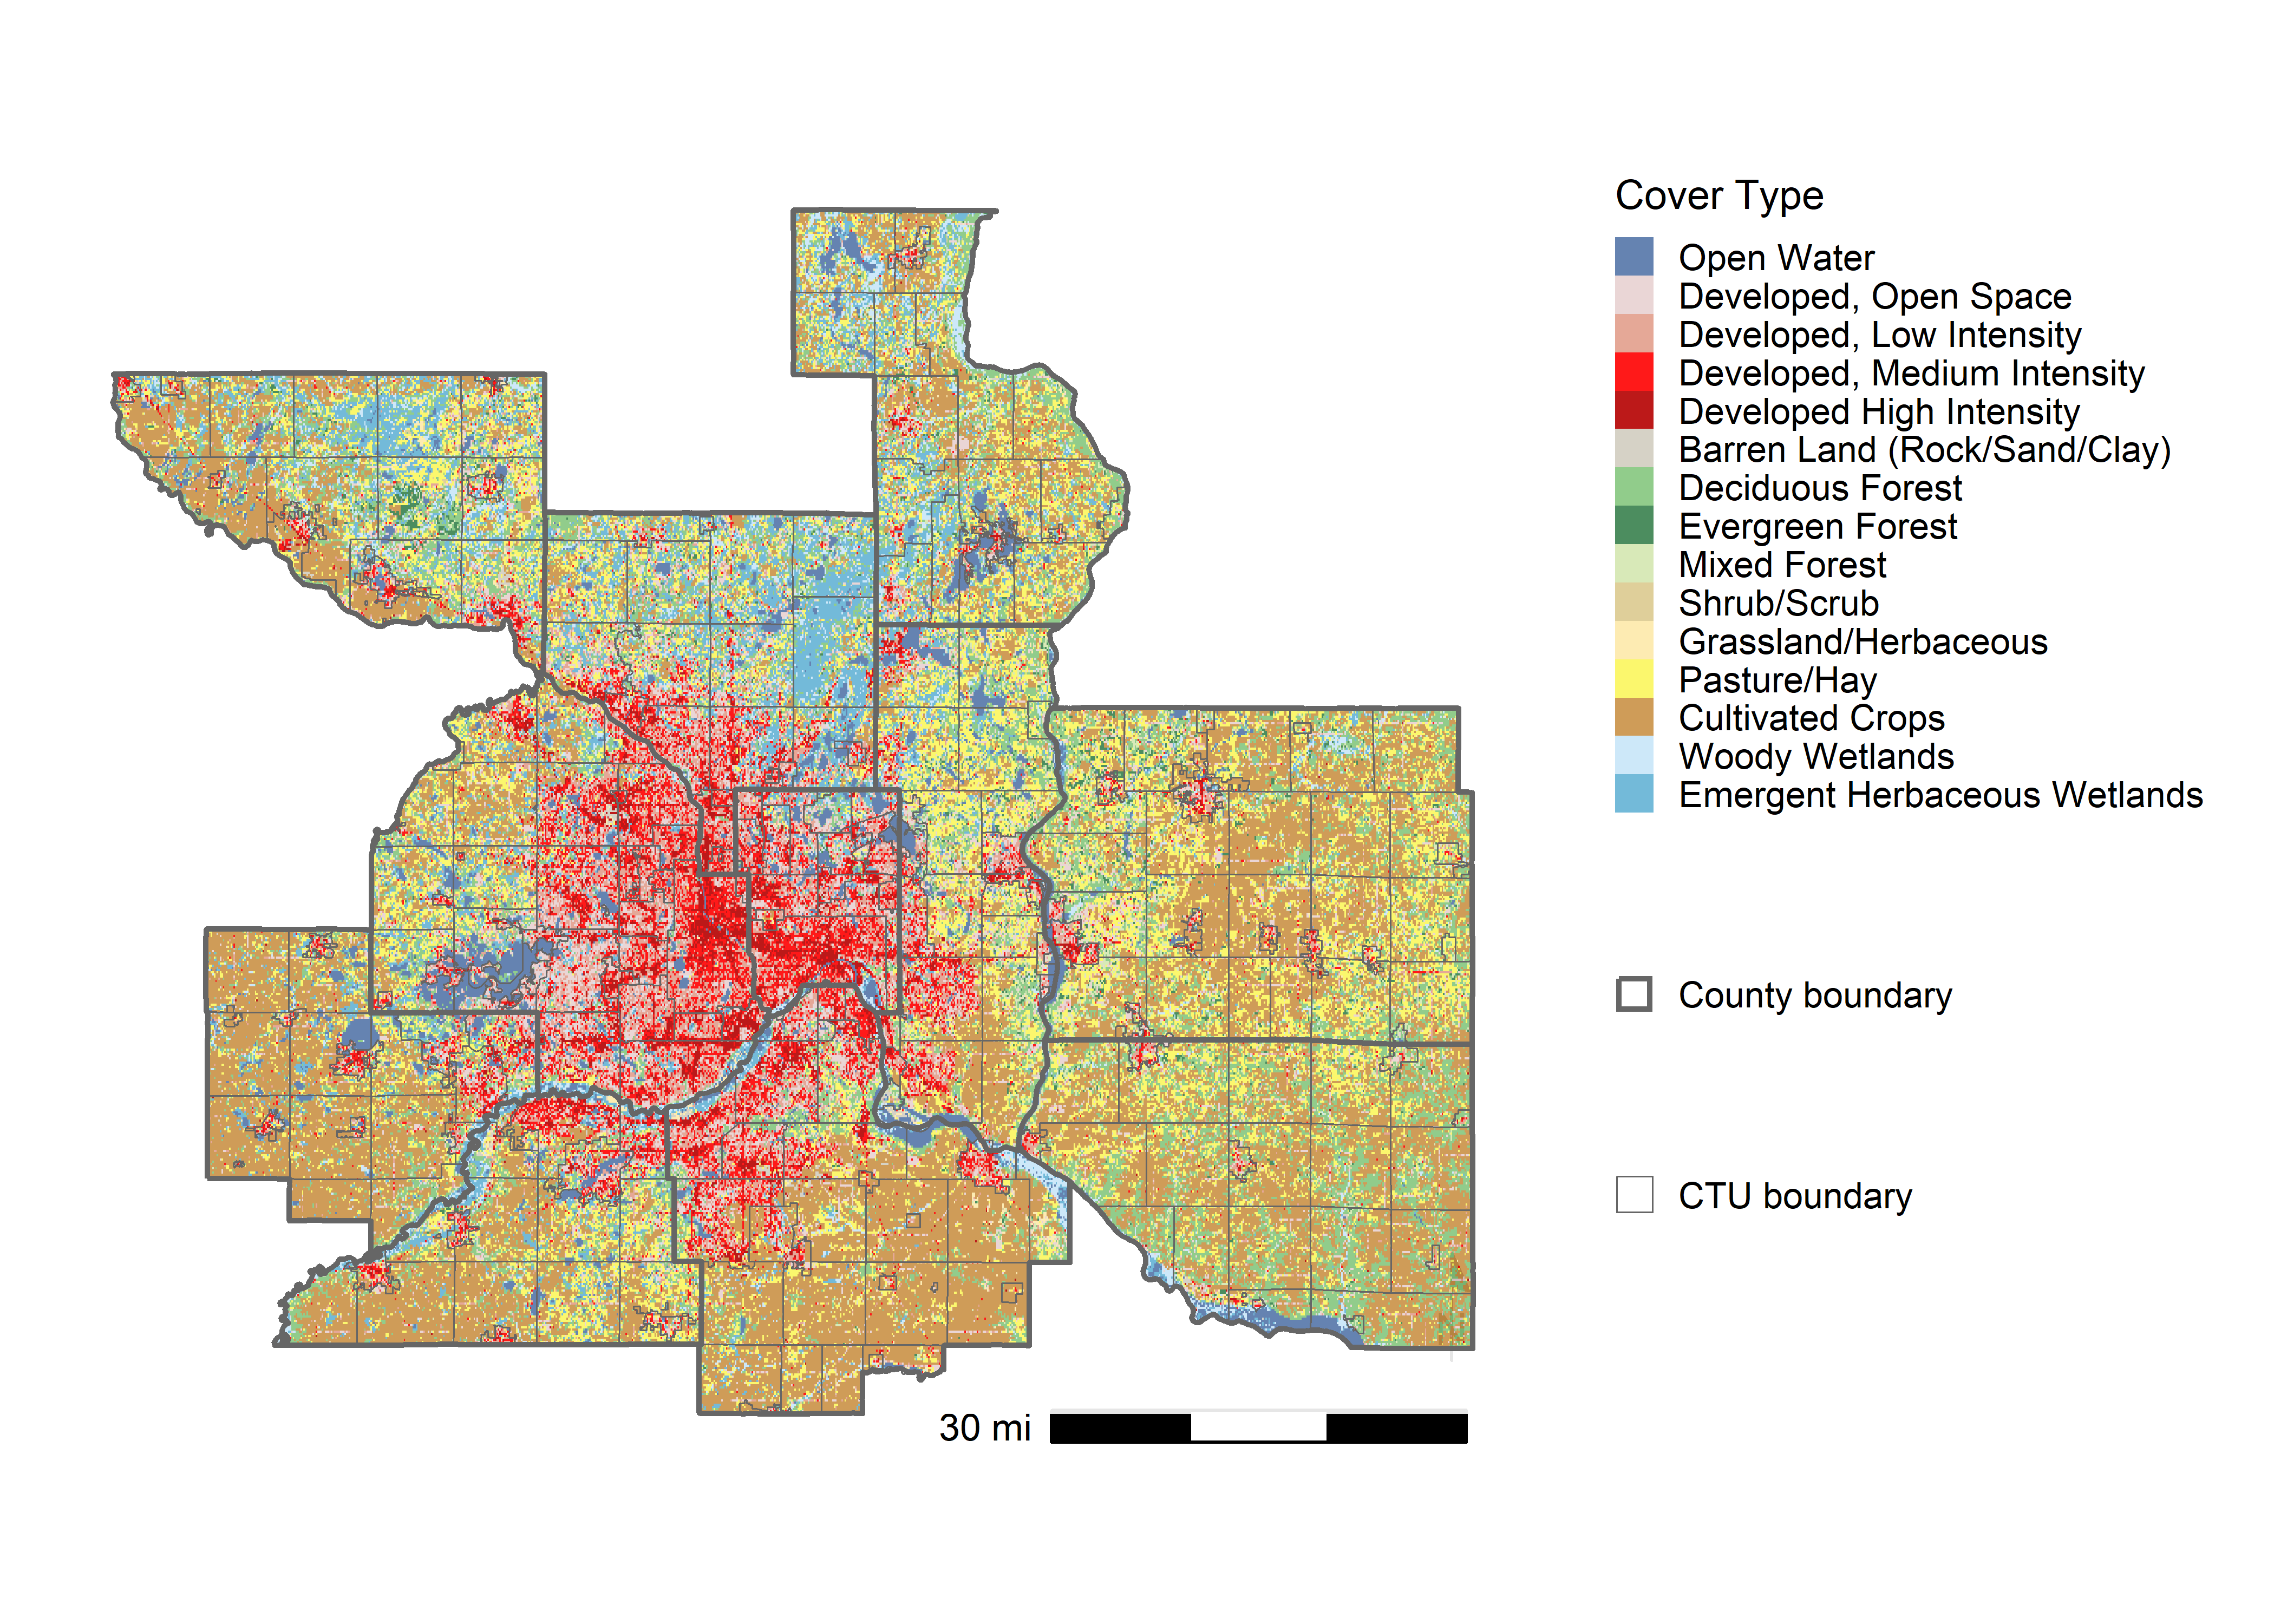 Cover Type
Open Water
Developed, Open Space
Developed, Low Intensity
Developed, Medium Intensity
Developed High Intensity
Barren Land (Rock/Sand/Clay)
Deciduous Forest
Evergreen Forest
Mixed Forest
Shrub/Scrub
Grassland/Herbaceous
Pasture/Hay
Cultivated Crops
Woody Wetlands
Emergent Herbaceous Wetlands
County boundary
CTU boundary
30 mi